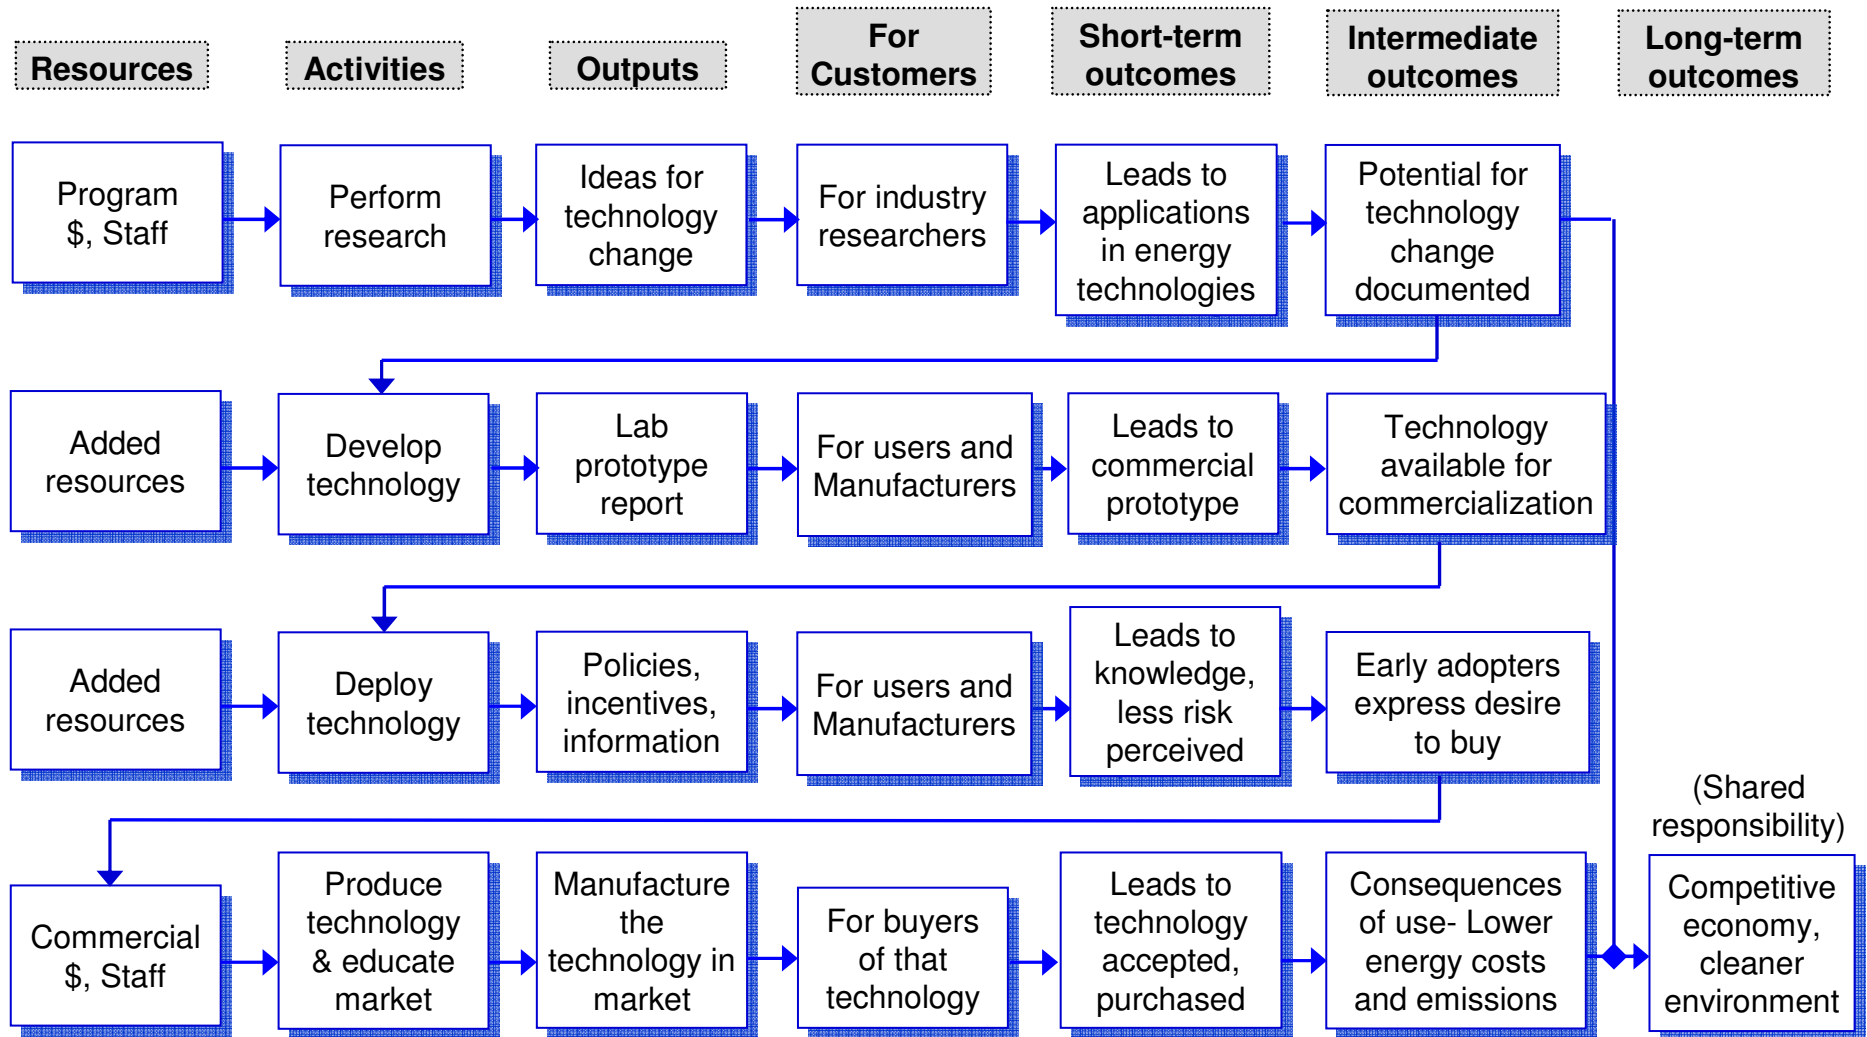 Resources
Activities
Outputs
For
Customers
Short-term
outcomes
Intermediate
outcomes
Long-term
outcomes
Program
$, Staff
Perform
research
Ideas for
technology
change
For industry
researchers
Leads to
applications
in energy
technologies
Potential for
technology
change
documented
Added
resources
Develop
technology
Lab
prototype
report
For users and
Manufacturers
Leads to
commercial
prototype
Technology
available for
commercialization
Added
resources
Deploy
technology
Policies,
incentives,
information
For users and
Manufacturers
Leads to
knowledge,
less risk
perceived
Early adopters
express desire
to buy
Commercial
$, Staff
Produce
technology
& educate
market
Manufacture
the
technology in
market
For buyers
of that
technology
Leads to
technology
accepted,
purchased
Consequences
of use- Lower
energy costs
and emissions
(Shared
responsibility)
Competitive
economy,
cleaner
environment